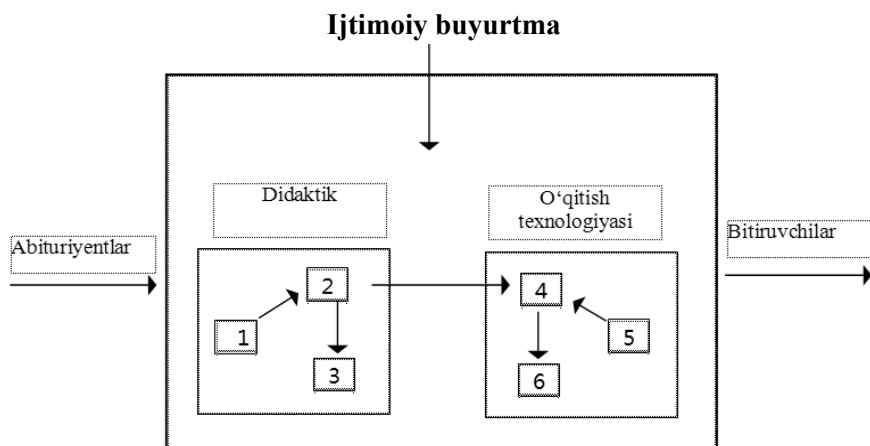 Ijtimoiy buyurtma
Didaktik
O‘qitish
texnologiyasi
Abituriyentlar
Bitiruvchilar
2
4
1
5
3
6